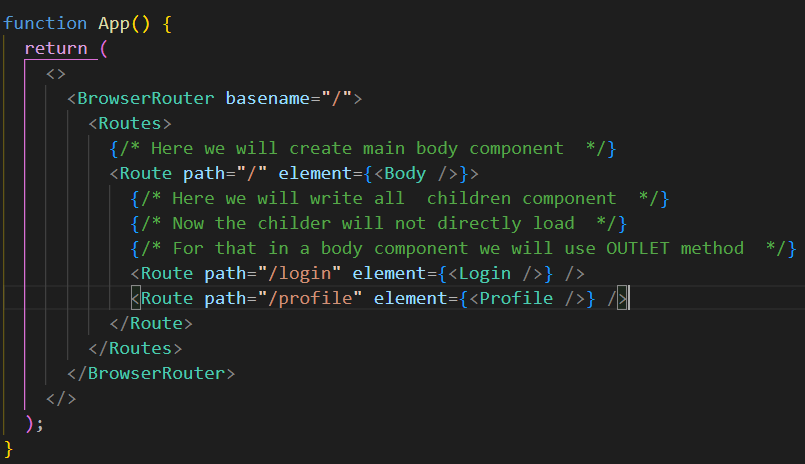 function App() {
return (
<>
<BrowserRouter basename="/">
<Routes>
{/* Here we will create main body component  */}
<Route path="/" element={<Body />}>
{/* Here we will write all  children component  */}
{/* Now the childer will not directly load  */}
{/* For that in a body component we will use OUTLET method  */}
<Route path="/login" element={<Login />} />
<Route path="/profile" element={<Profile />} />
</Route>
</Routes>
</BrowserRouter>
</>
);
}